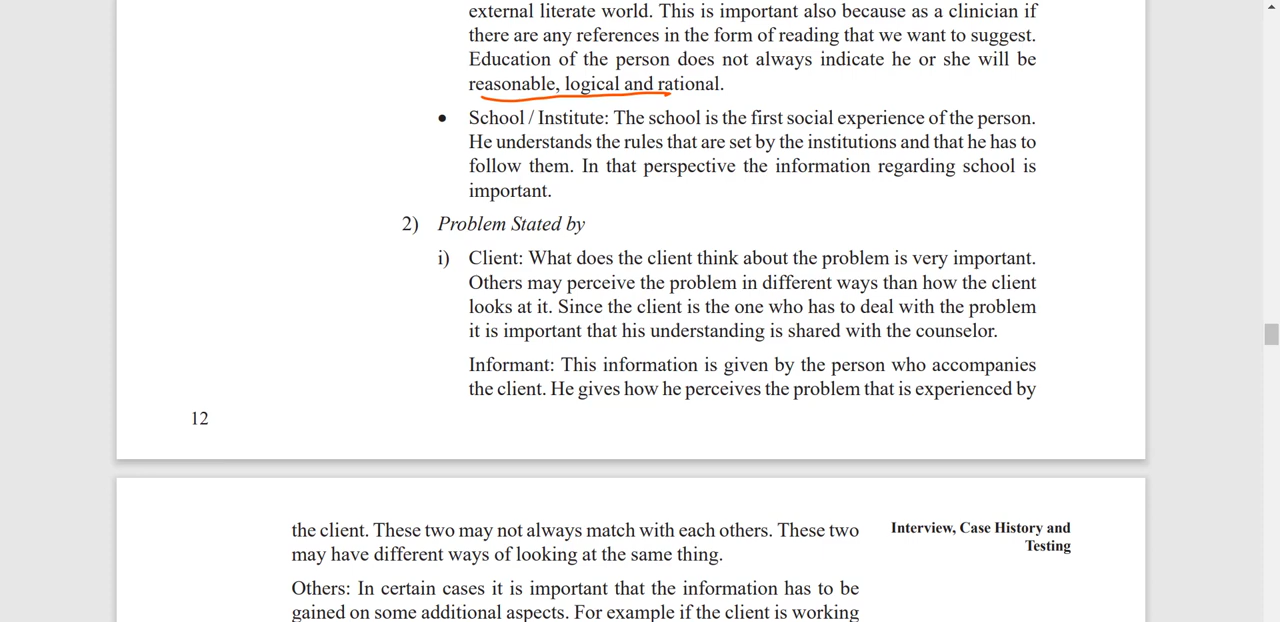 external literate world. This is important also because as a clinician if
there are any references in the form of reading that we want to suggest.
Education of the person does not always indicate he or she will be
reasonable, logical and rational.
• School / Institute: The school is the first social experience of the person.
He understands the rules that are set by the institutions and that he has to
follow them. In that perspective the information regarding school is
important.
2) Problem Stated by
i) Client: What does the client think about the problem is very important.
Others may perceive the problem in different ways than how the client
looks at it. Since the client is the one who has to deal with the problem
it is important that his understanding is shared with the counselor.
Informant: This information is given by the person who accompanies
the client. He gives how he perceives the problem that is experienced by
12
the client. These two may not always match with each others. These two
may have different ways of looking at the same thing.
Interview, Case History and
Testing
Others: In certain cases it is important that the information has to be
gained on some additional aspects. For example if the client is working